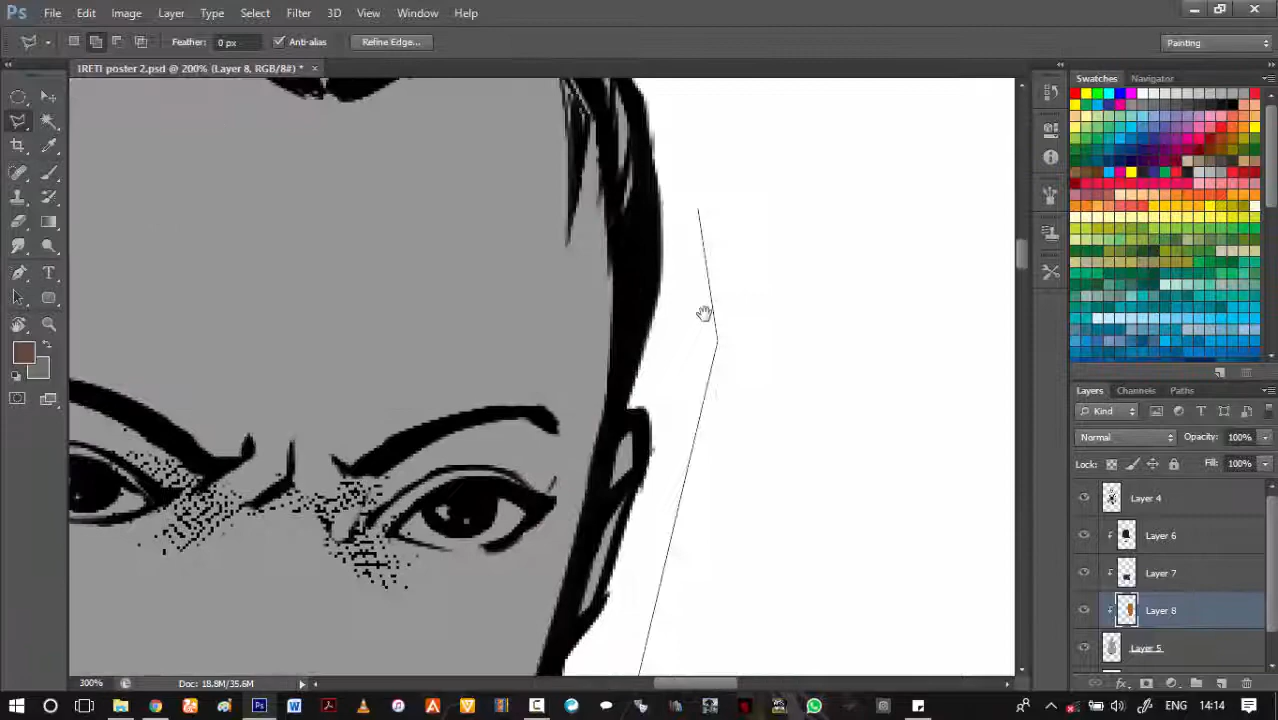 Ps File Edit Image Layer Type Select Filter 3D View Window Help
Feather: 0 px Anti-alias Refine Edge... Painting
IRETI poster 2.psd @ 200% (Layer 8, RGB/8#) * ×
Swatches Navigator
Layers Channels Paths
Kind
Normal Opacity: 100%
Lock: Fill: 100%
Layer 4
Layer 6
Layer 7
Layer 8
Layer 5
fx
300% Doc: 18.8M/35.6M
ENG 14:14